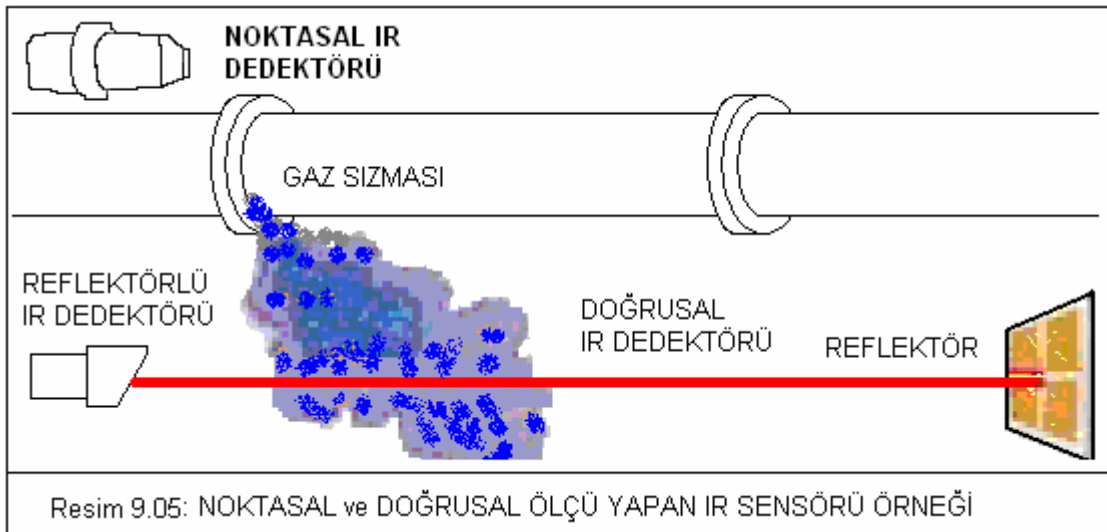 NOKTASAL IR
DEDEKTÖRÜ
GAZ SIZMASI
REFLEKTÖRLÜ
IR DEDEKTÖRÜ
DOĞRUSAL
IR DEDEKTÖRÜ
REFLEKTÖR
Resim 9.05: NOKTASAL ve DOĞRUSAL ÖLÇÜ YAPAN IR SENSÖRÜ ÖRNEĞİ